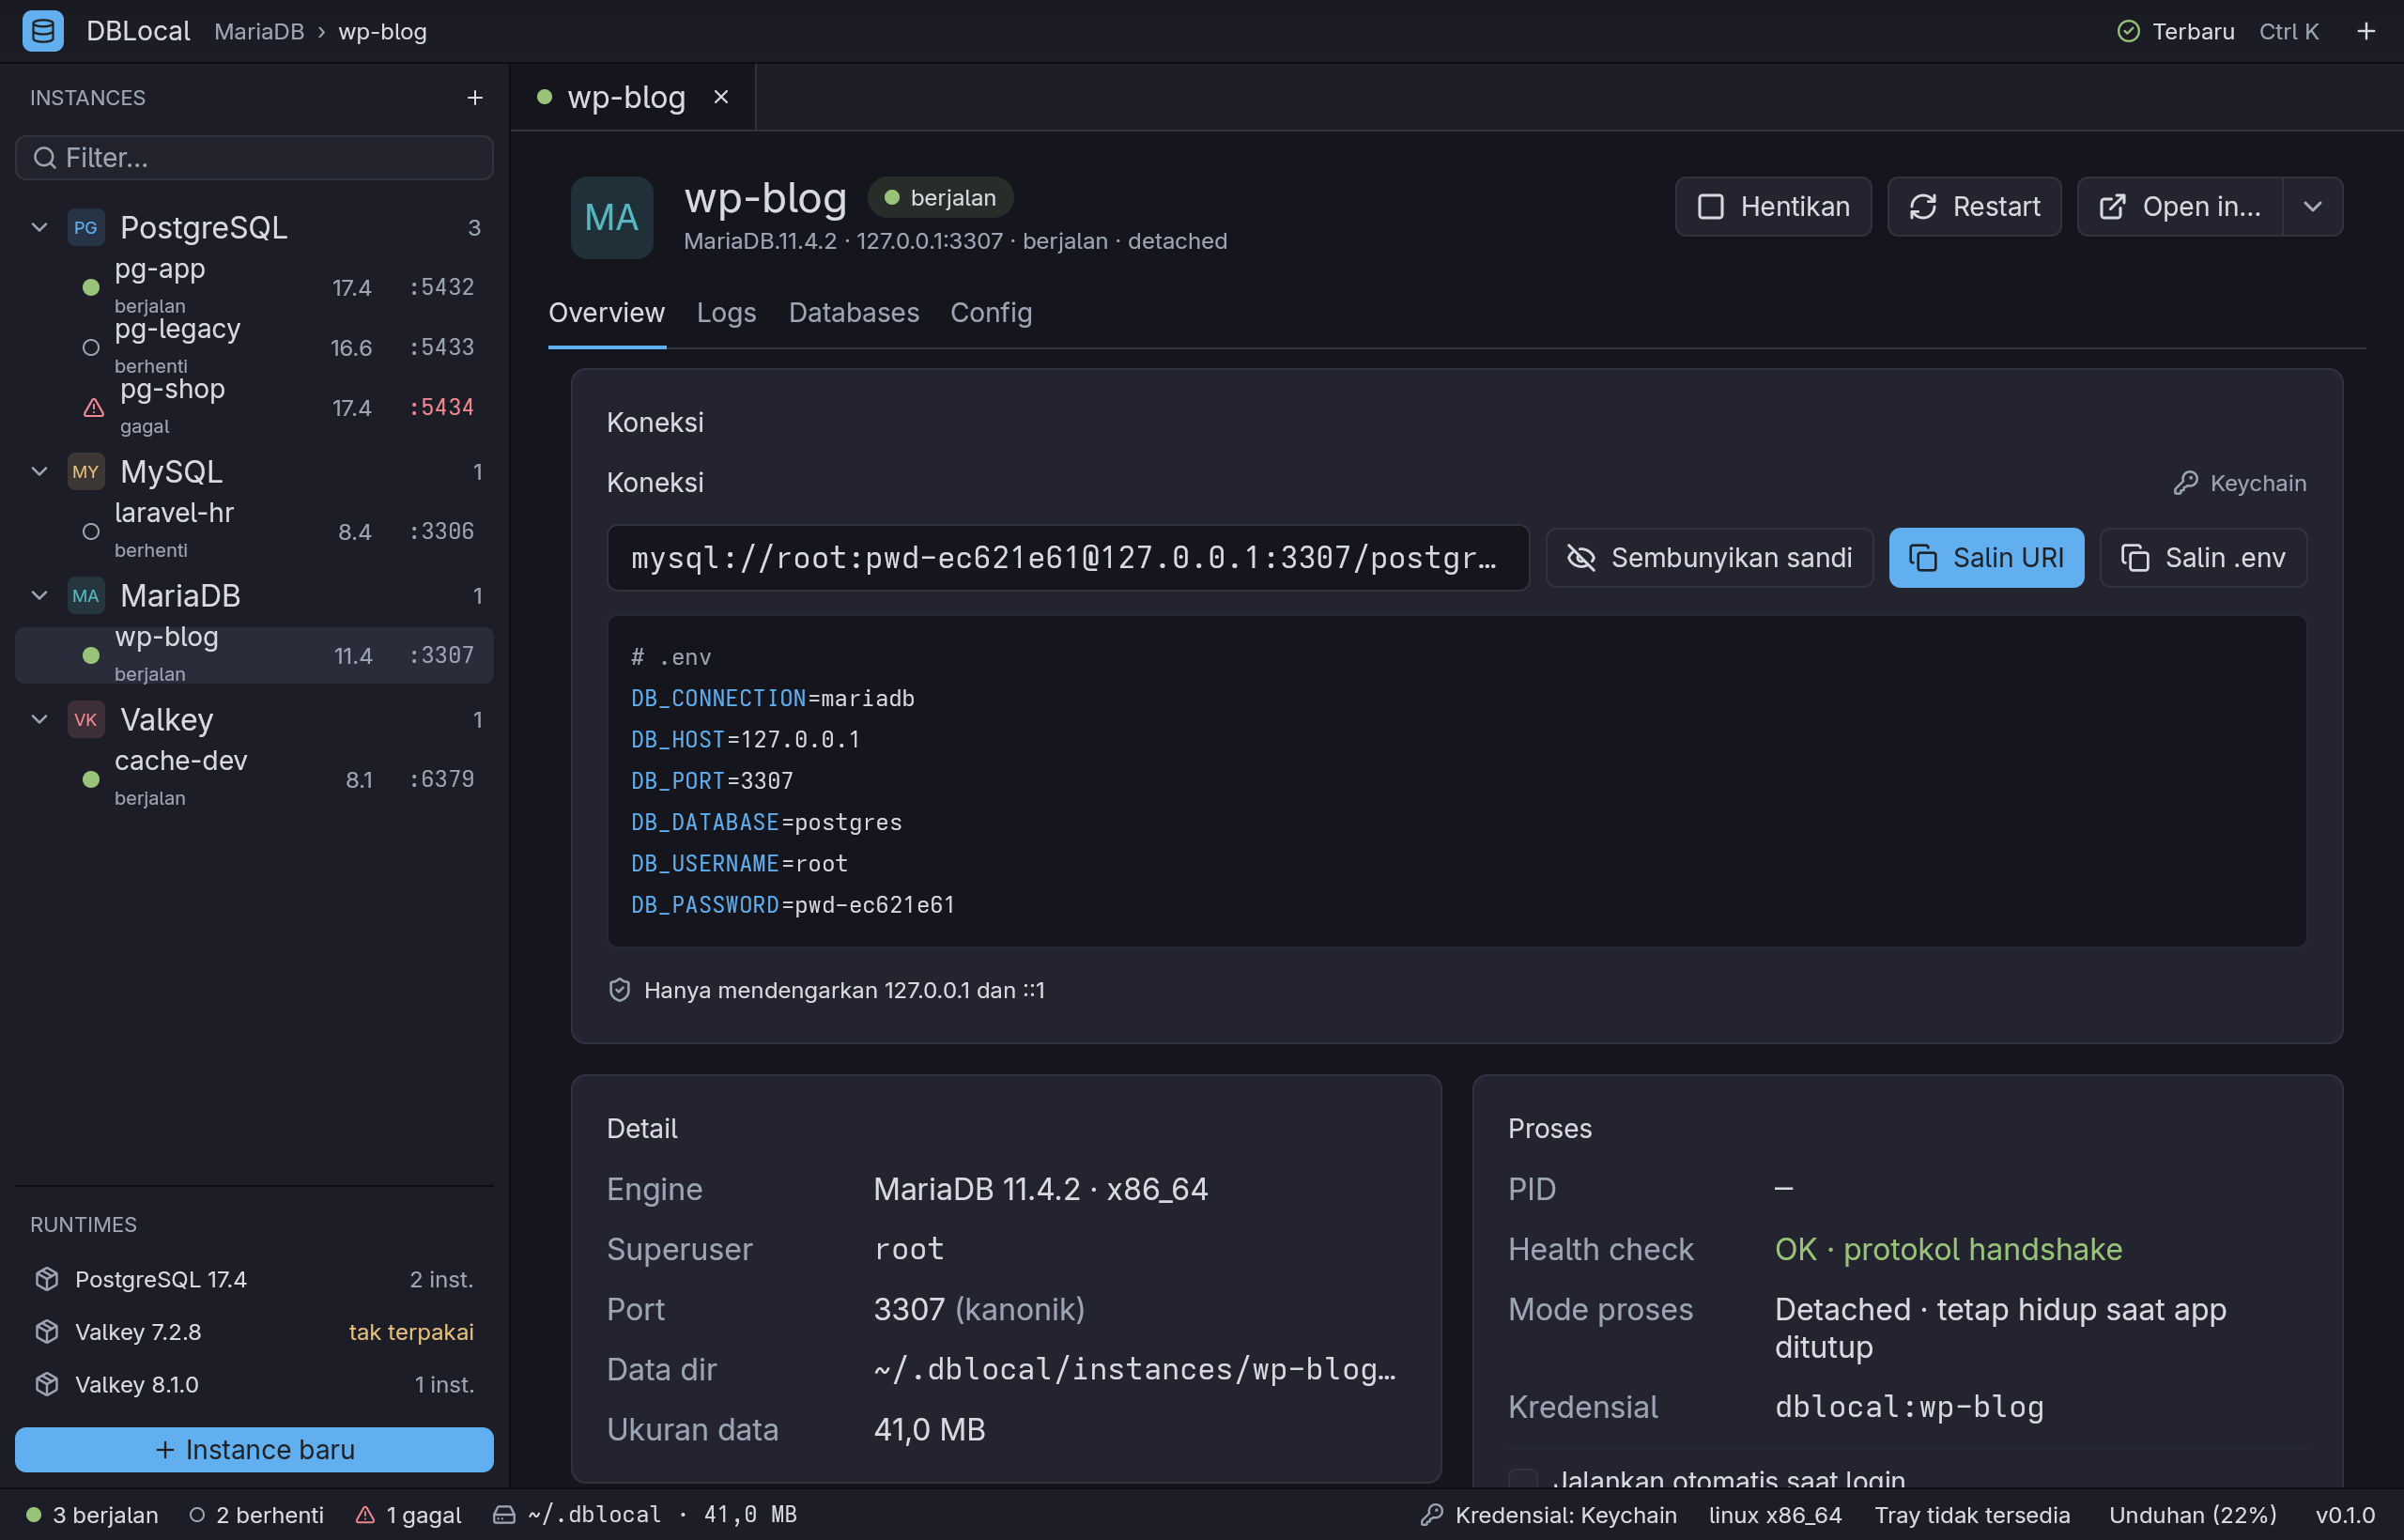 DBLocal MariaDB › wp-blog
Terbaru Ctrl K +
INSTANCES +
Filter...
PG PostgreSQL 3
pg-app 17.4 :5432
berjalan
pg-legacy 16.6 :5433
berhenti
pg-shop 17.4 :5434
gagal
MY MySQL 1
laravel-hr 8.4 :3306
berhenti
MA MariaDB 1
wp-blog 11.4 :3307
berjalan
VK Valkey 1
cache-dev 8.1 :6379
berjalan
RUNTIMES
PostgreSQL 17.4 2 inst.
Valkey 7.2.8 tak terpakai
Valkey 8.1.0 1 inst.
+ Instance baru
wp-blog ×
MA
wp-blog berjalan
MariaDB.11.4.2 · 127.0.0.1:3307 · berjalan · detached
Hentikan Restart Open in...
Overview Logs Databases Config
Koneksi
Koneksi Keychain
mysql://root:pwd-ec621e61@127.0.0.1:3307/postgr… Sembunyikan sandi Salin URI Salin .env
# .env
DB_CONNECTION=mariadb
DB_HOST=127.0.0.1
DB_PORT=3307
DB_DATABASE=postgres
DB_USERNAME=root
DB_PASSWORD=pwd-ec621e61
Hanya mendengarkan 127.0.0.1 dan ::1
Detail
Engine MariaDB 11.4.2 · x86_64
Superuser root
Port 3307 (kanonik)
Data dir ~/.dblocal/instances/wp-blog…
Ukuran data 41,0 MB
Proses
PID —
Health check OK · protokol handshake
Mode proses Detached · tetap hidup saat app
ditutup
Kredensial dblocal:wp-blog
Jalankan otomatis saat login
3 berjalan 2 berhenti 1 gagal ~/.dblocal · 41,0 MB
Kredensial: Keychain linux x86_64 Tray tidak tersedia Unduhan (22%) v0.1.0